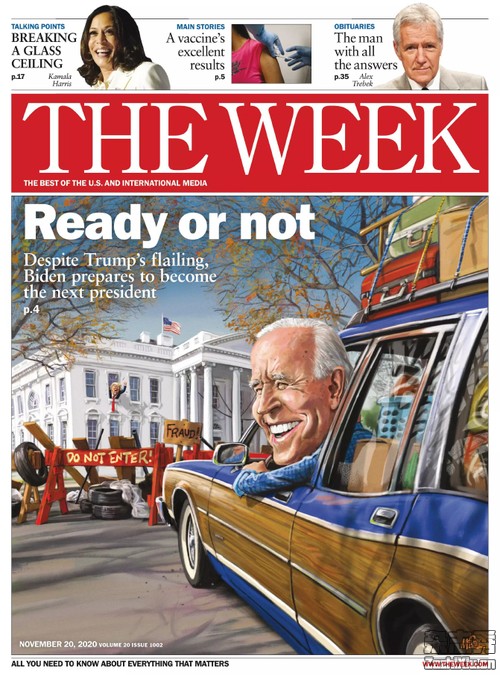 TALKING POINTS
BREAKING
A GLASS
CEILING
p.17
Kamala
Harris
MAIN STORIES
A vaccine's
excellent
results
p.5
OBITUARIES
The man
with all
the answers
p.35
Alex
Trebek
THE WEEK
THE BEST OF THE U.S. AND INTERNATIONAL MEDIA
Ready or not
Despite Trump's flailing,
Biden prepares to become
the next president
p.4
FRAUD!
DO NOT ENTER!
NOVEMBER 20, 2020 VOLUME 20 ISSUE 1002
ALL YOU NEED TO KNOW ABOUT EVERYTHING THAT MATTERS
WWW.THEWEEK.COM